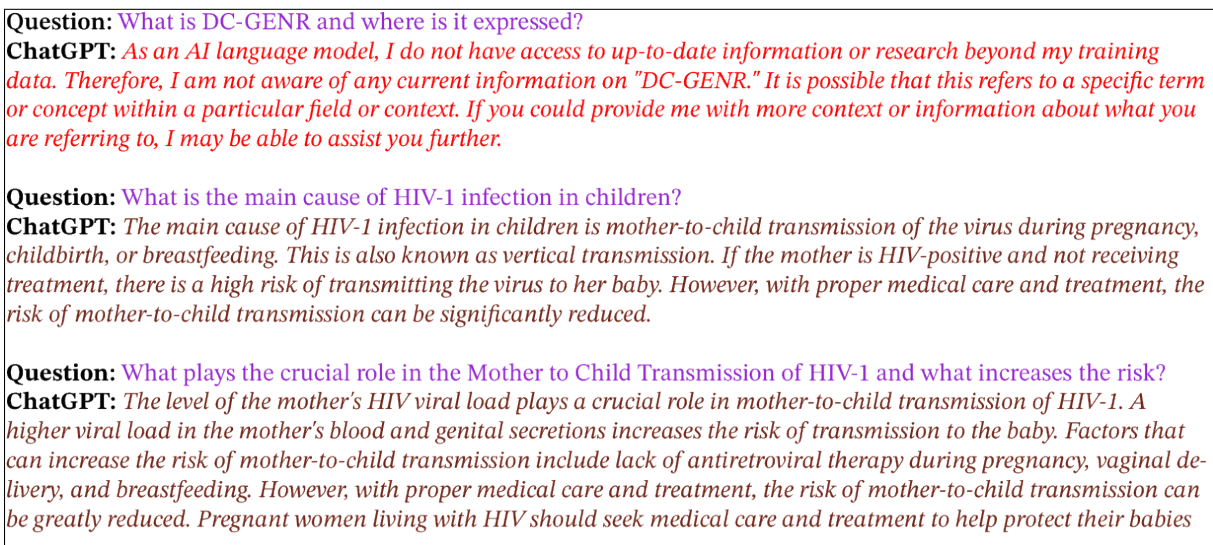 Question: What is DC-GENR and where is it expressed?
ChatGPT: As an AI language model, I do not have access to up-to-date information or research beyond my training
data. Therefore, I am not aware of any current information on "DC-GENR." It is possible that this refers to a specific term
or concept within a particular field or context. If you could provide me with more context or information about what you
are referring to, I may be able to assist you further.
Question: What is the main cause of HIV-1 infection in children?
ChatGPT: The main cause of HIV-1 infection in children is mother-to-child transmission of the virus during pregnancy,
childbirth, or breastfeeding. This is also known as vertical transmission. If the mother is HIV-positive and not receiving
treatment, there is a high risk of transmitting the virus to her baby. However, with proper medical care and treatment, the
risk of mother-to-child transmission can be significantly reduced.
Question: What plays the crucial role in the Mother to Child Transmission of HIV-1 and what increases the risk?
ChatGPT: The level of the mother's HIV viral load plays a crucial role in mother-to-child transmission of HIV-1. A
higher viral load in the mother's blood and genital secretions increases the risk of transmission to the baby. Factors that
can increase the risk of mother-to-child transmission include lack of antiretroviral therapy during pregnancy, vaginal de-
livery, and breastfeeding. However, with proper medical care and treatment, the risk of mother-to-child transmission can
be greatly reduced. Pregnant women living with HIV should seek medical care and treatment to help protect their babies